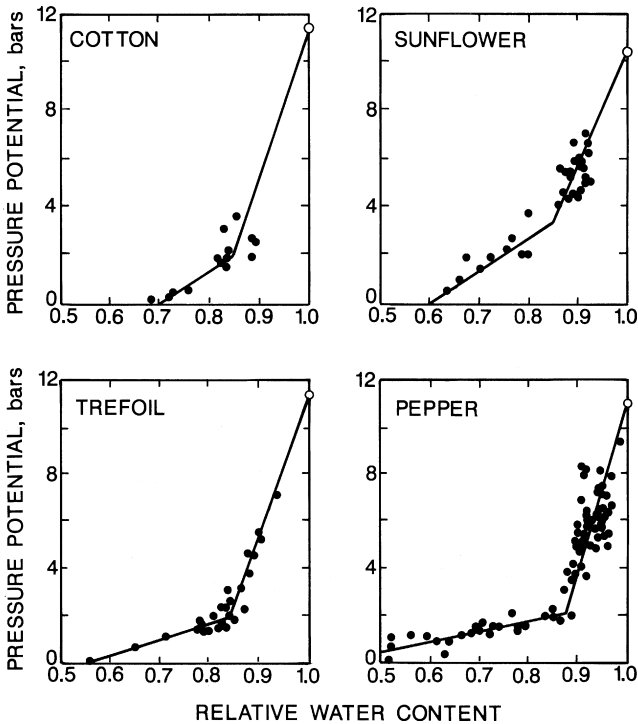 COTTON
SUNFLOWER
PRESSURE POTENTIAL, bars
12
8
4
0
0.5 0.6 0.7 0.8 0.9 1.0
12
8
4
0
0.5 0.6 0.7 0.8 0.9 1.0
TREFOIL
PEPPER
PRESSURE POTENTIAL, bars
12
8
4
0
0.5 0.6 0.7 0.8 0.9 1.0
12
8
4
0
0.5 0.6 0.7 0.8 0.9 1.0
RELATIVE WATER CONTENT